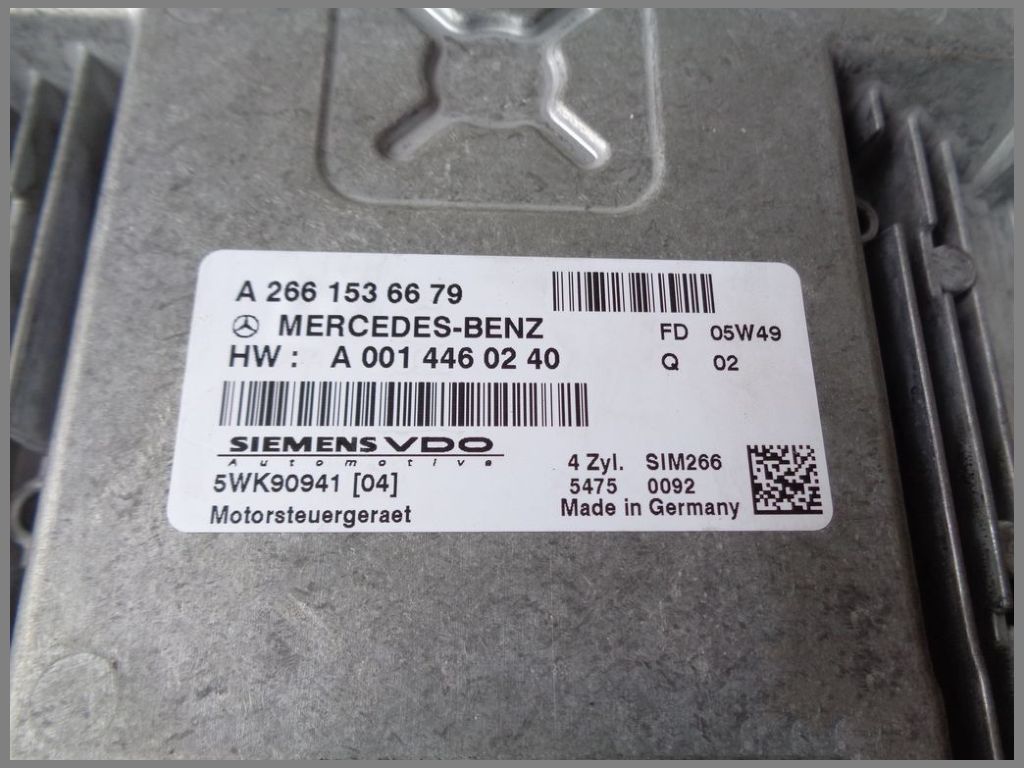 A 266 153 66 79
MERCEDES-BENZ
FD 05W49
HW : A 001 446 02 40
Q 02
SIEMENS VDO
Automotive
4 Zyl. SIM266
5WK90941 [04]
5475 0092
Motorsteuergeraet
Made in Germany